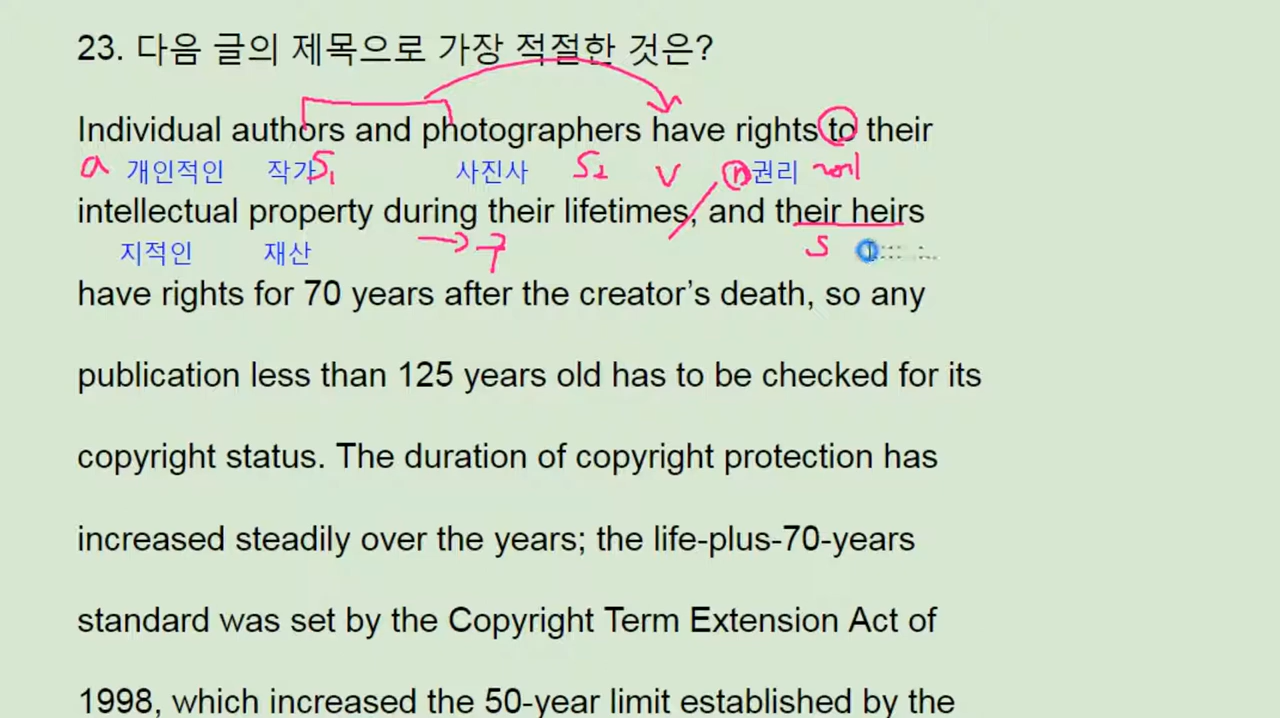 23. 다음 글의 제목으로 가장 적절한 것은?
Individual authors and photographers have rights to their
a 개인적인 작가 S1 사진사 S2 V n 권리
intellectual property during their lifetimes, and their heirs
지적인 재산 S
have rights for 70 years after the creator’s death, so any
publication less than 125 years old has to be checked for its
copyright status. The duration of copyright protection has
increased steadily over the years; the life-plus-70-years
standard was set by the Copyright Term Extension Act of
1998, which increased the 50-year limit established by the